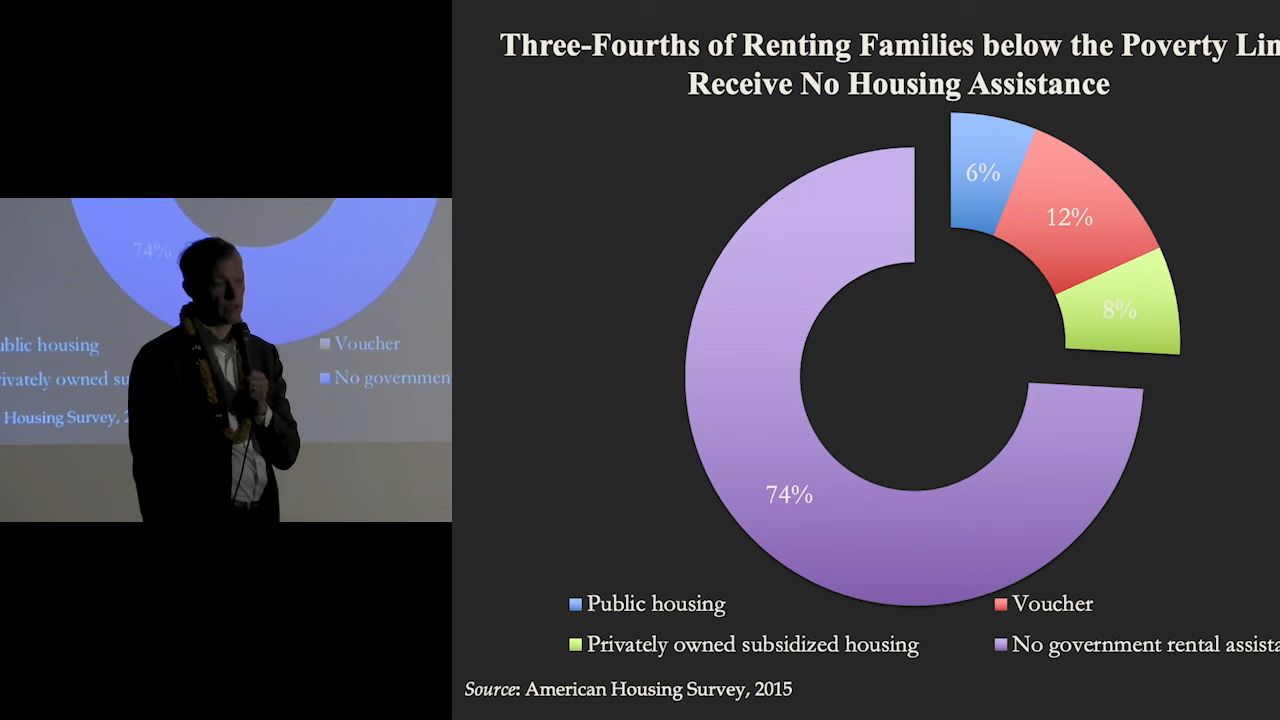 Three-Fourths of Renting Families below the Poverty Lin
Receive No Housing Assistance
6%
12%
8%
74%
Public housing
Voucher
Privately owned subsidized housing
No government rental assista
Source: American Housing Survey, 2015
74%
ublic housing
Voucher
rivately owned su
No governmen
Housing Survey, 2